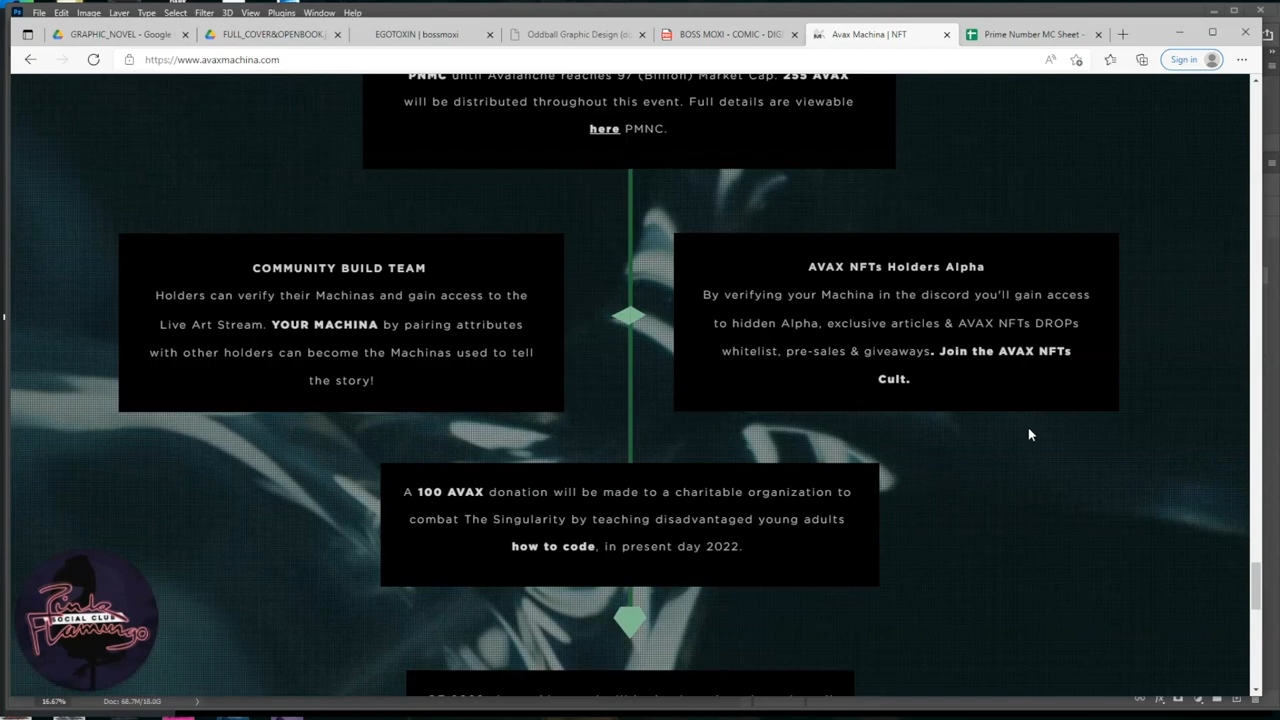 File Edit Image Layer Type Select Filter 3D View Plugins Window Help
GRAPHIC_NOVEL - Google
FULL_COVER&OPENBOOK.j
EGOTOXIN | bossmoxi
Oddball Graphic Design (o
BOSS MOXI - COMIC - DIG
Avax Machina | NFT
Prime Number MC Sheet -
https://www.avaxmachina.com
Sign in
PNMC until Avalanche reaches 97 (Billion) Market Cap. 255 AVAX
will be distributed throughout this event. Full details are viewable
here PMNC.
COMMUNITY BUILD TEAM
Holders can verify their Machinas and gain access to the
Live Art Stream. YOUR MACHINA by pairing attributes
with other holders can become the Machinas used to tell
the story!
AVAX NFTs Holders Alpha
By verifying your Machina in the discord you'll gain access
to hidden Alpha, exclusive articles & AVAX NFTs DROPs
whitelist, pre-sales & giveaways. Join the AVAX NFTs
Cult.
A 100 AVAX donation will be made to a charitable organization to
combat The Singularity by teaching disadvantaged young adults
how to code, in present day 2022.
Pinda
SOCIAL CLUB
Flamingo
16.67% Doc: 68.7M/18.0G